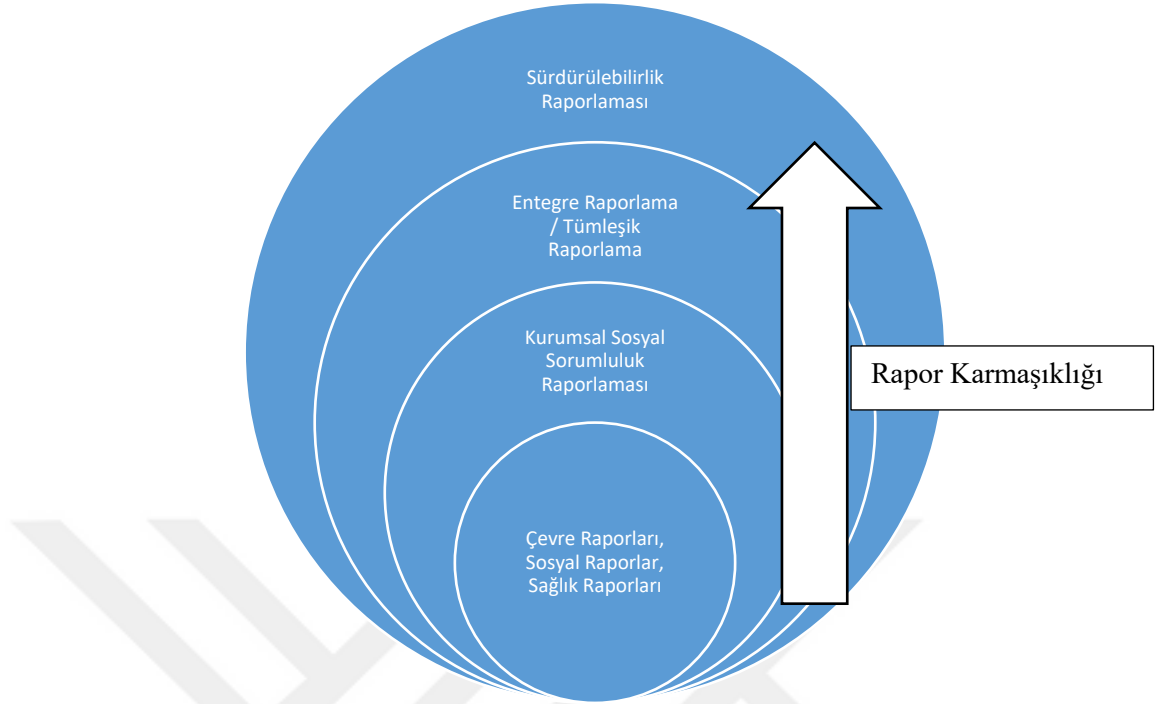 Sürdürülebilirlik
Raporlaması
Entegre Raporlama
/ Tümleşik
Raporlama
Kurumsal Sosyal
Sorumluluk
Raporlaması
Rapor Karmaşıklığı
Çevre Raporları,
Sosyal Raporlar,
Sağlık Raporları